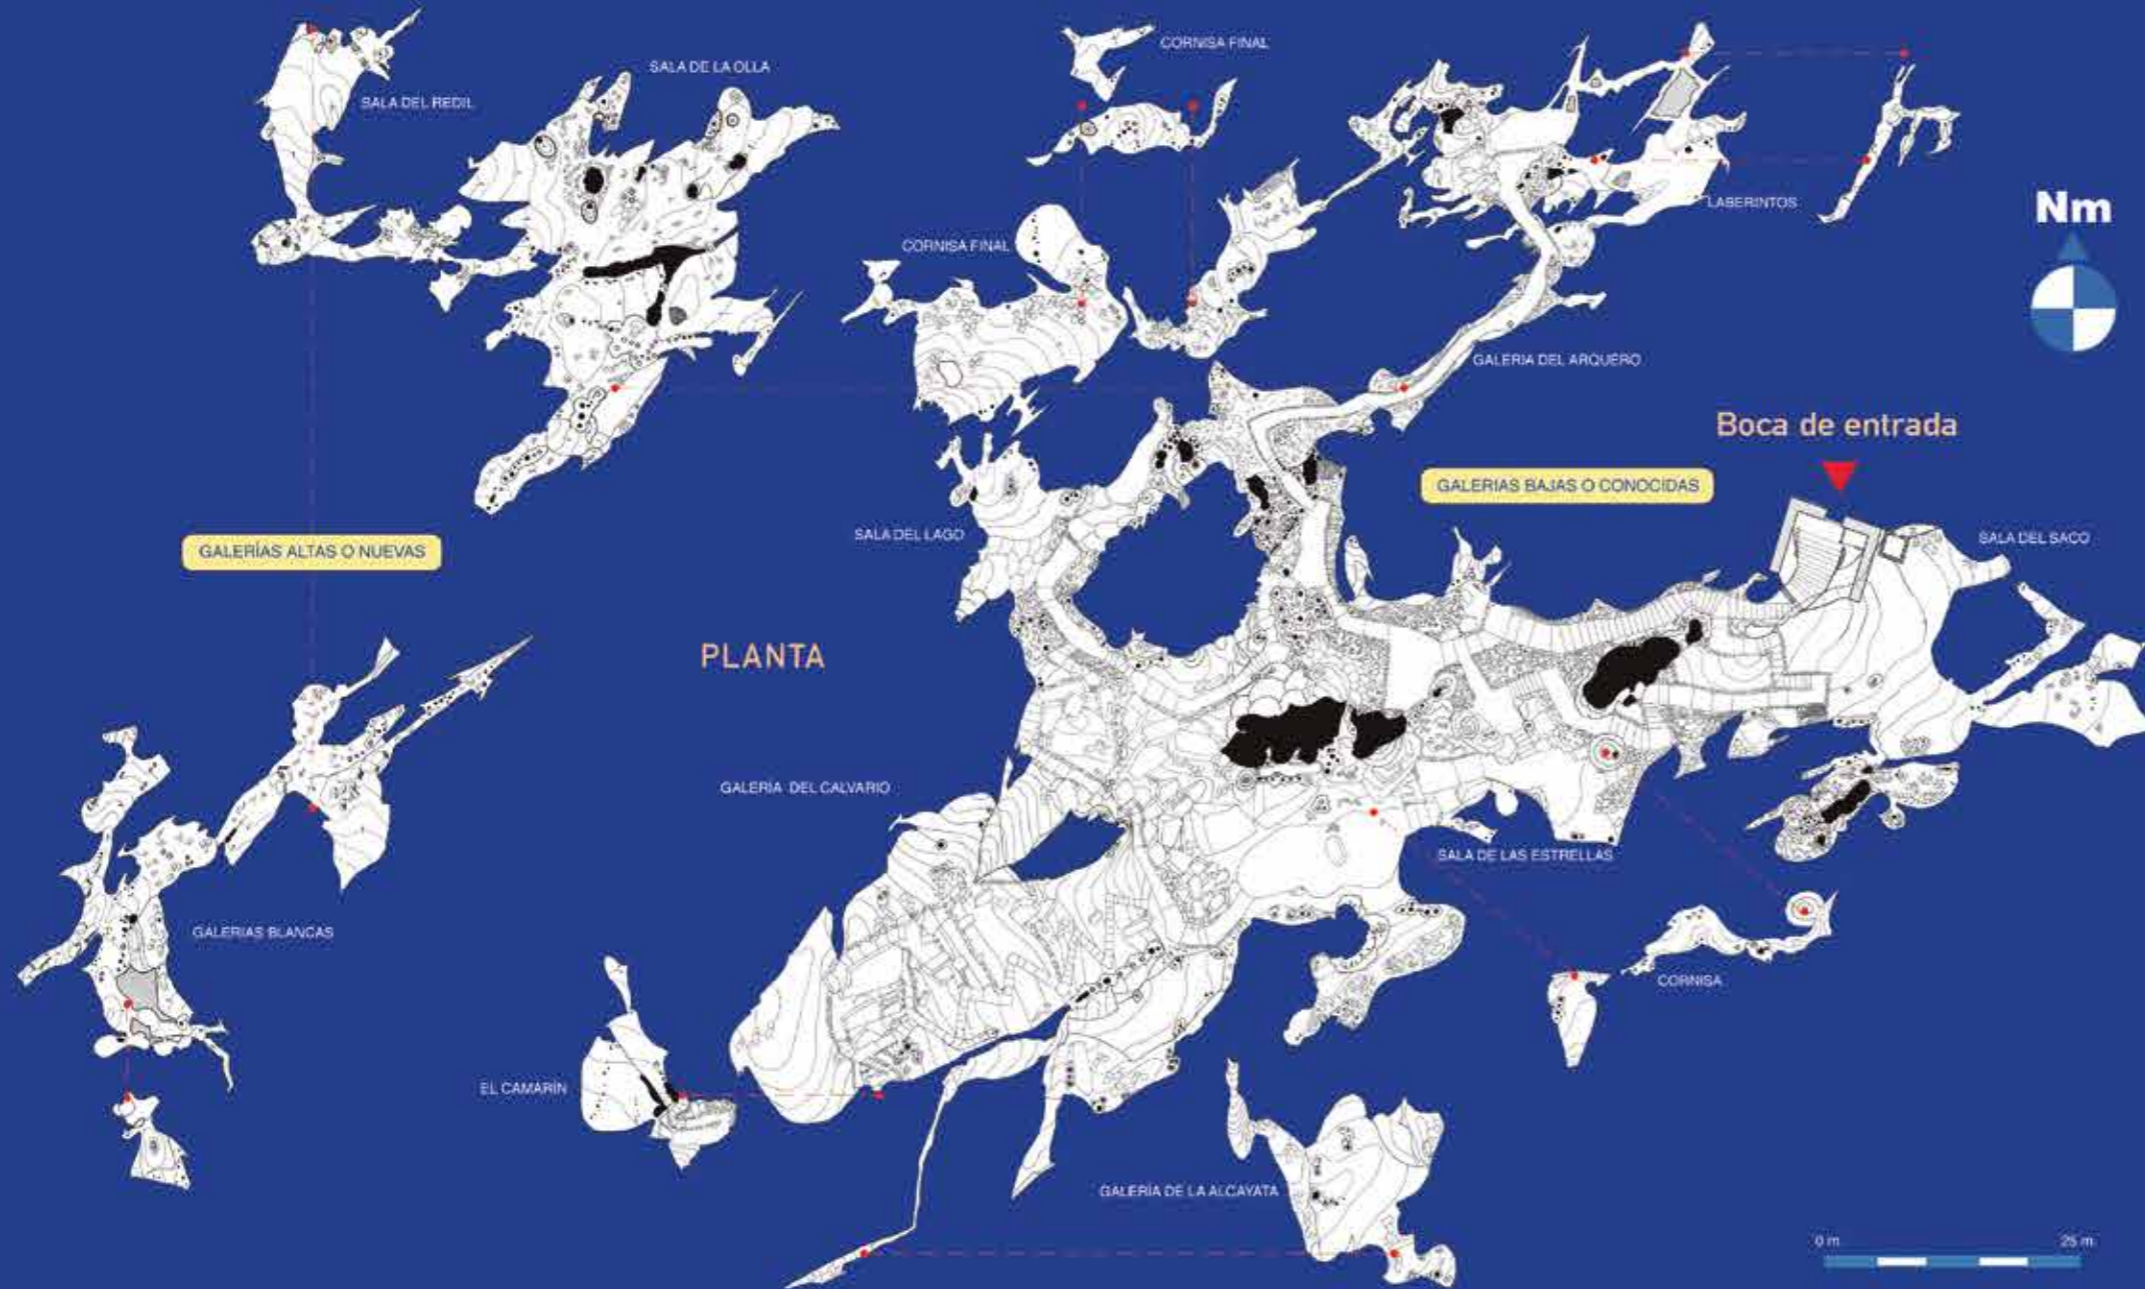 CORNISA FINAL
SALA DE LA OLLA
SALA DEL REDIL
LABERINTOS
Nm
CORNISA FINAL
GALERIA DEL ARQUERO
Boca de entrada
GALERIAS BAJAS O CONOCIDAS
SALA DEL LAGO
SALA DEL SACO
GALERÍAS ALTAS O NUEVAS
PLANTA
GALERIA DEL CALVARIO
SALA DE LAS ESTRELLAS
GALERIAS BLANCAS
CORNISA
EL CAMARÍN
GALERÍA DE LA ALCAYATA
0 m
25 m.